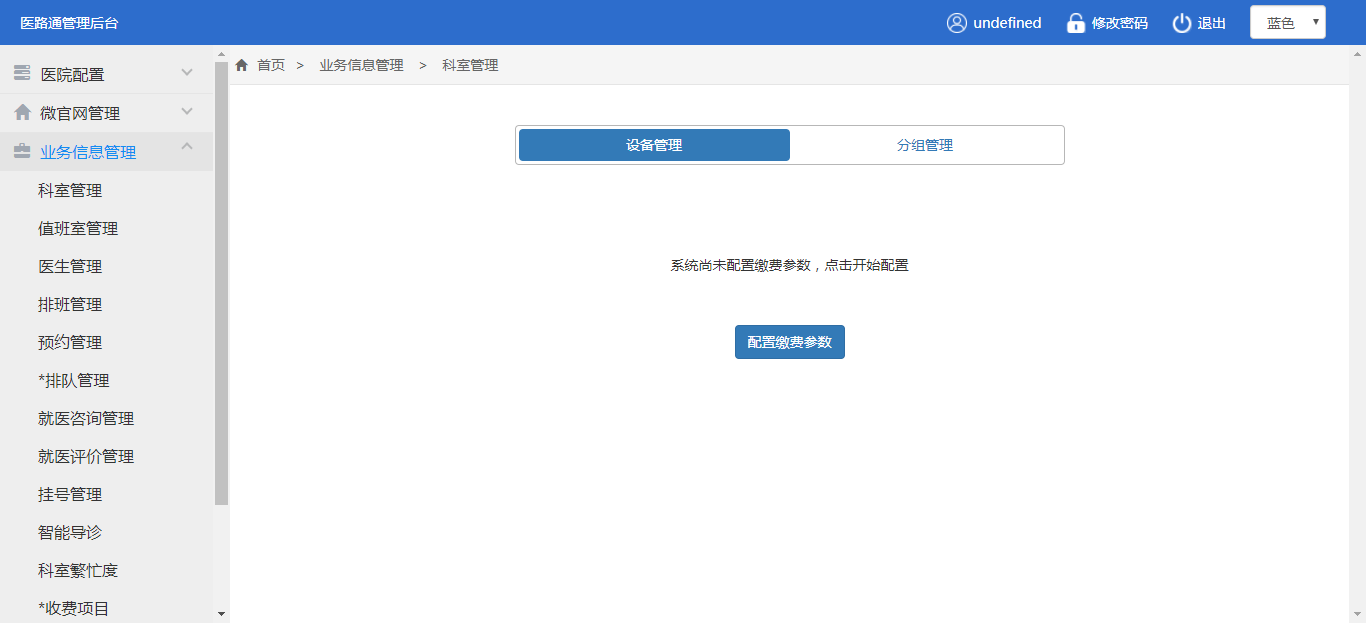 医路通管理后台
undefined
修改密码
退出
蓝色
医院配置
微官网管理
业务信息管理
科室管理
值班室管理
医生管理
排班管理
预约管理
*排队管理
就医咨询管理
就医评价管理
挂号管理
智能导诊
科室繁忙度
*收费项目
首页 > 业务信息管理 > 科室管理
设备管理
分组管理
系统尚未配置缴费参数，点击开始配置
配置缴费参数